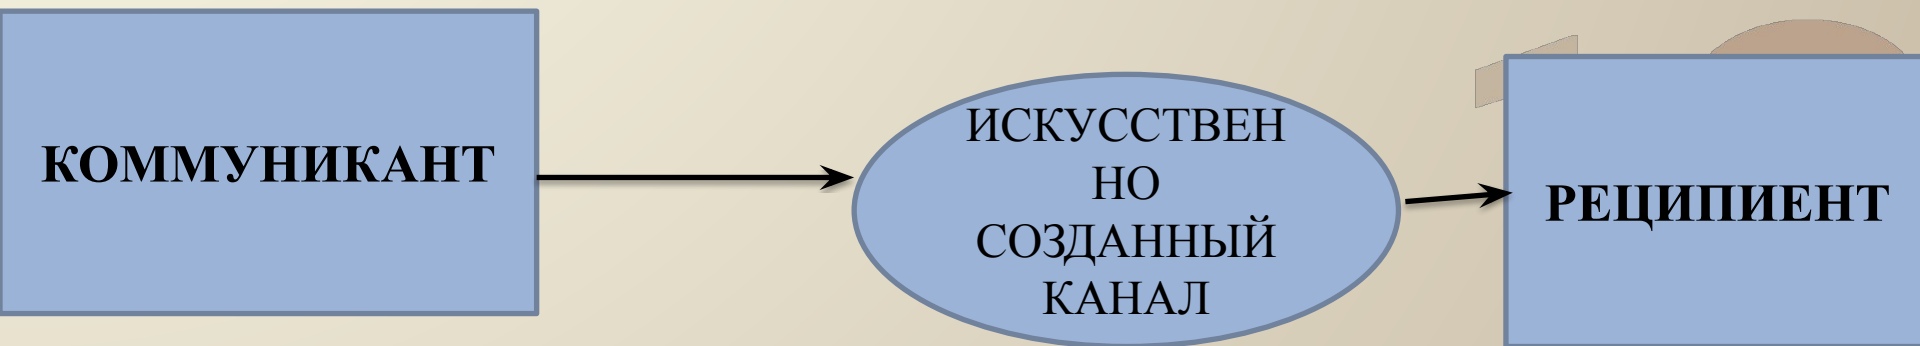 КОММУНИКАНТ
ИСКУССТВЕН
НО
СОЗДАННЫЙ
КАНАЛ
РЕЦИПИЕНТ